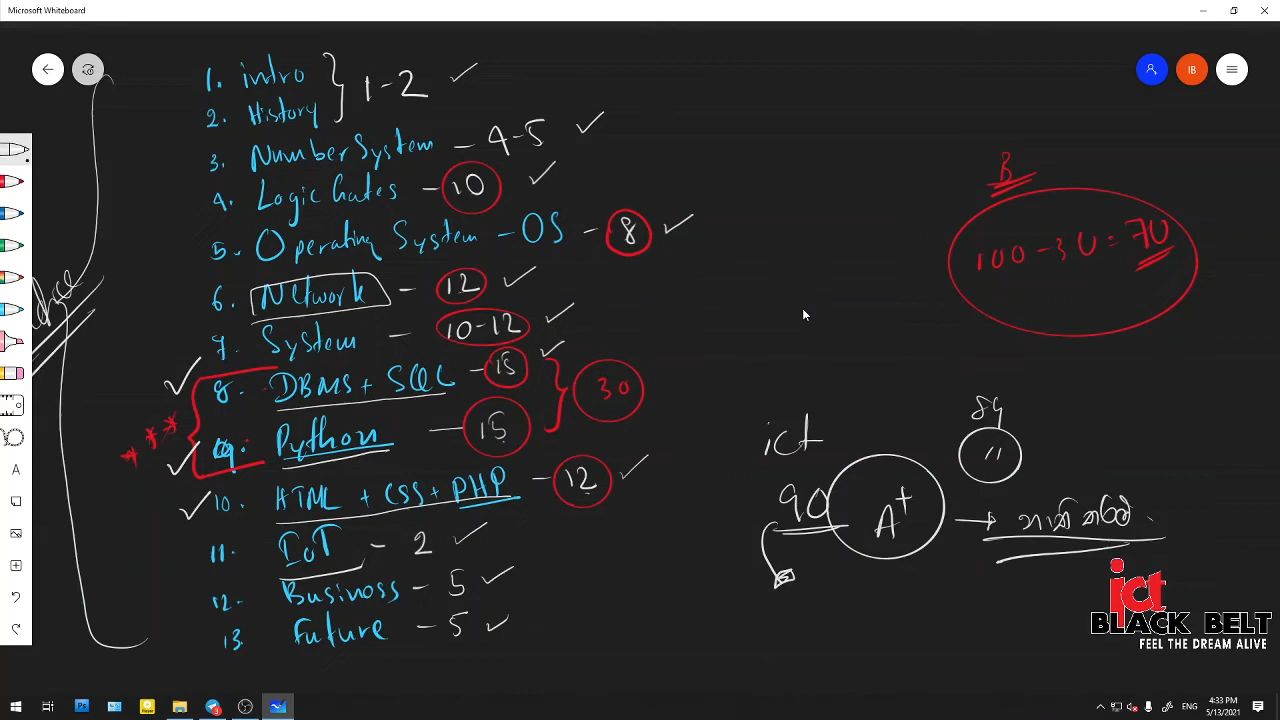 Microsoft Whiteboard
IB
1. intro
2. History
1-2
3. Number System - 4-5
4. Logic Gates - 10
5. Operating System - OS - 8
6. Network - 12
7. System - 10-12
8. DBMS + SQL - 15
30
9. Python - 15
10. HTML + CSS + PHP - 12
11. IoT - 2
12. Business - 5
13. Future - 5
B
100 - 30 = 70
ict
90 A+
89
ict
BLACK BELT
FEEL THE DREAM ALIVE
ENG
4:33 PM
5/13/2021